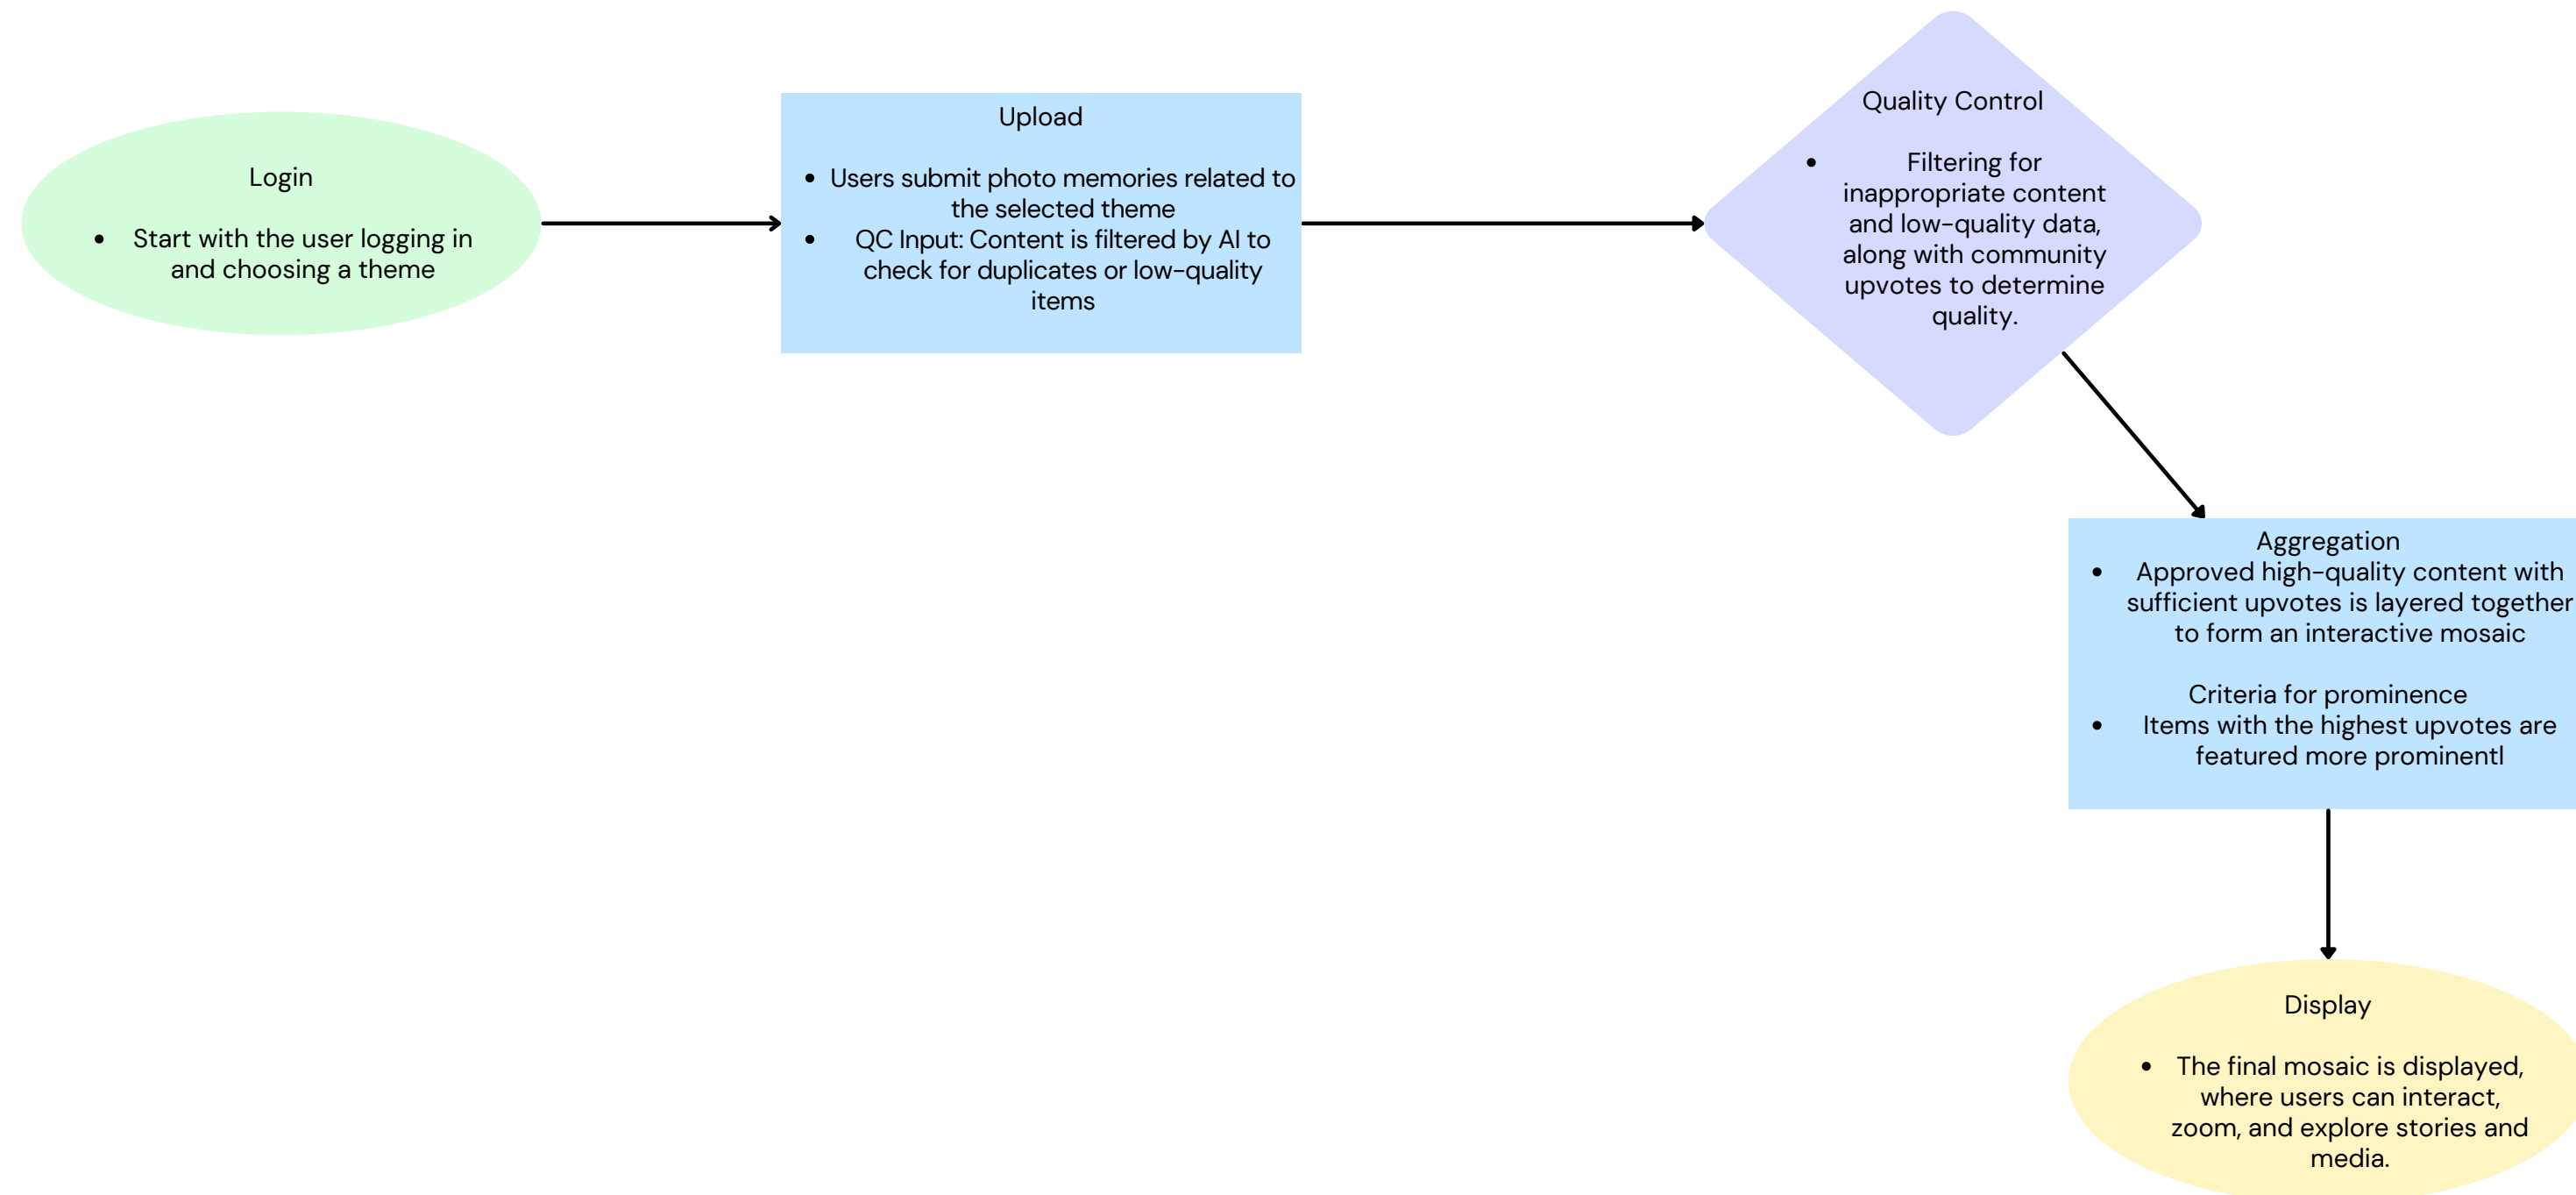 Login
• Start with the user logging in
and choosing a theme
Upload
• Users submit photo memories related to
the selected theme
• QC Input: Content is filtered by AI to
check for duplicates or low-quality
items
Quality Control
• Filtering for
inappropriate content
and low-quality data,
along with community
upvotes to determine
quality.
Aggregation
• Approved high-quality content with
sufficient upvotes is layered together
to form an interactive mosaic
Criteria for prominence
• Items with the highest upvotes are
featured more prominentl
Display
• The final mosaic is displayed,
where users can interact,
zoom, and explore stories and
media.